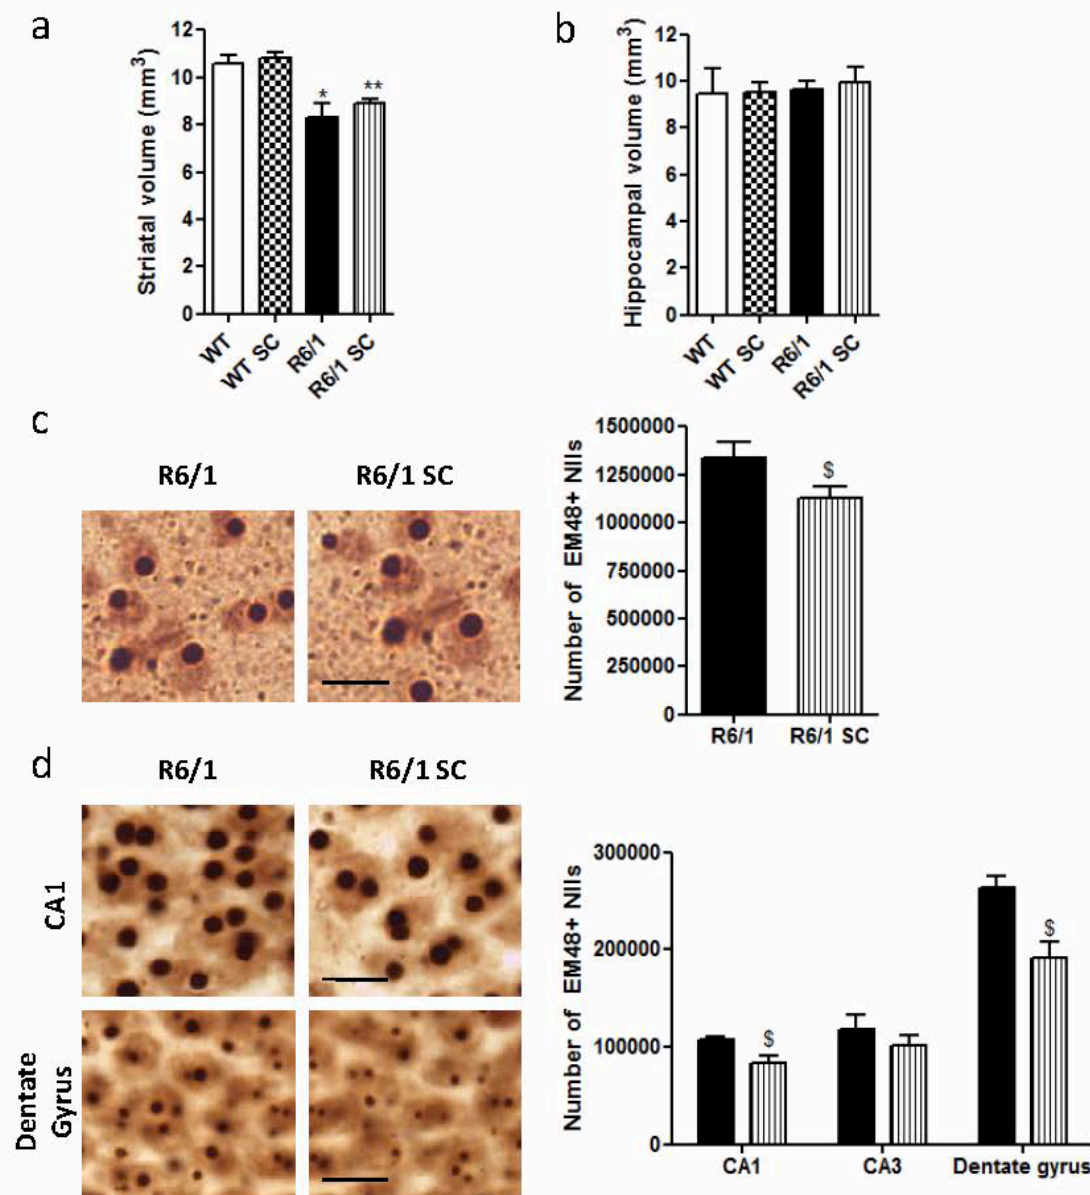 a
Striatal volume (mm³)
12
10
8
6
4
2
0
*
**
WT
WT SC
R6/1
R6/1 SC
b
Hippocampal volume (mm³)
12
10
8
6
4
2
0
WT
WT SC
R6/1
R6/1 SC
c
R6/1
R6/1 SC
Number of EM48+ NIIs
1500000
1250000
1000000
750000
500000
250000
0
$
R6/1
R6/1 SC
d
R6/1
R6/1 SC
CA1
Dentate
Gyrus
Number of EM48+ NIIs
300000
200000
100000
0
$
$
CA1
CA3
Dentate gyrus